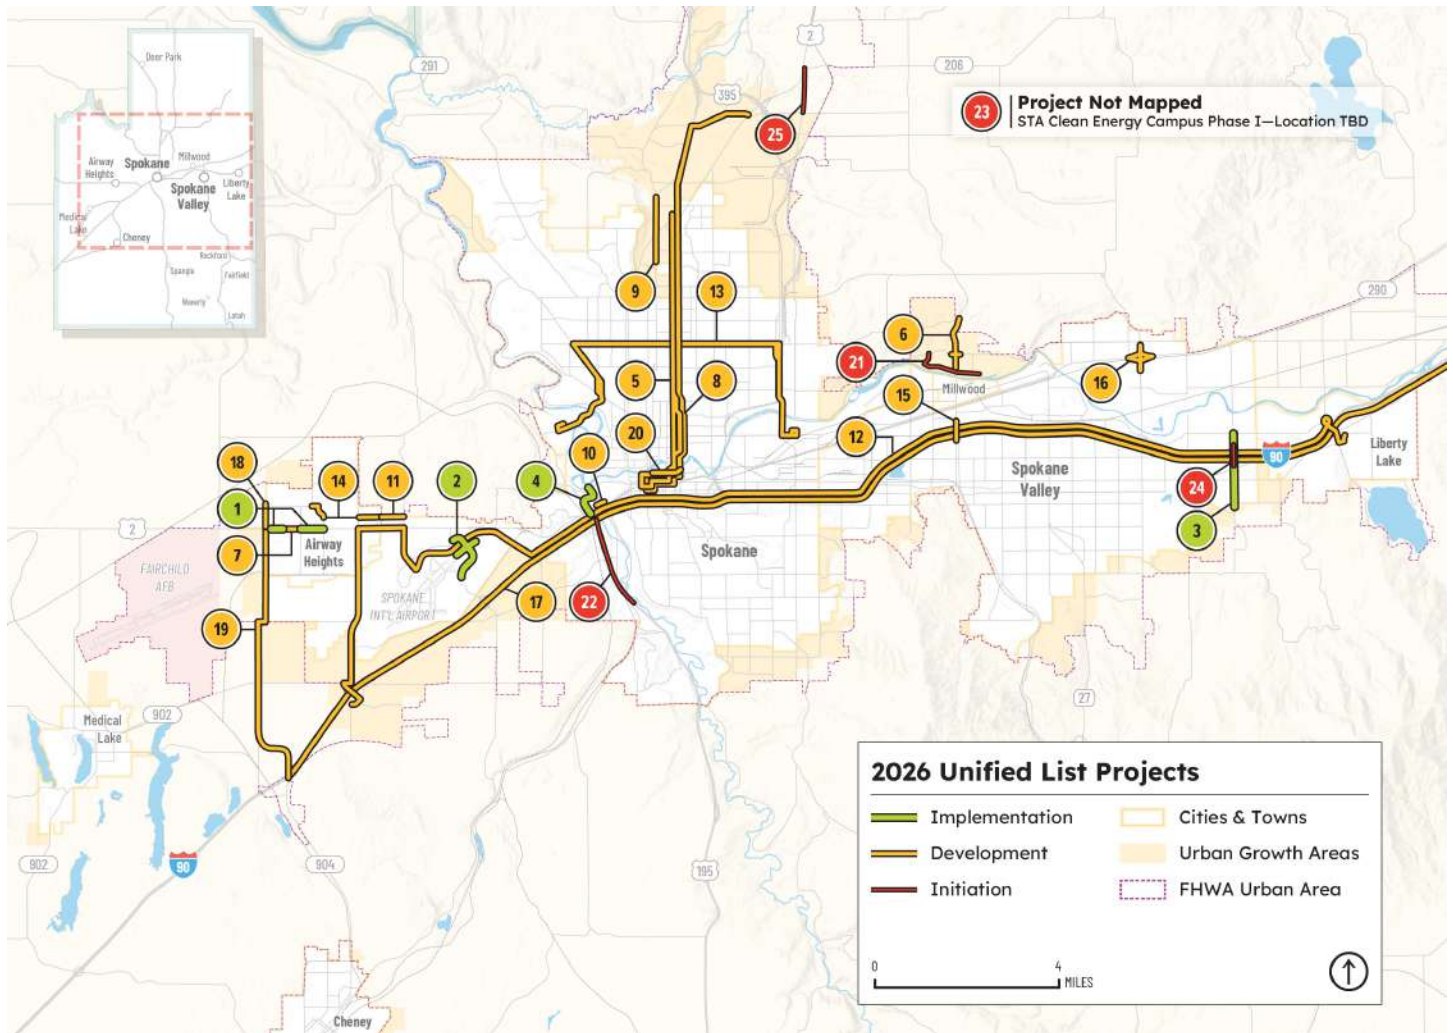 2
291
206
395
23
Project Not Mapped
STA Clean Energy Campus Phase I—Location TBD
25
Deer Park
Airway
Heights
Spokane
Millwood
Spokane
Valley
Liberty
Lake
Medical
Lake
Cheney
Rockford
Spangle
Fairfield
Waverly
Latah
9
13
290
6
21
Millwood
16
5
8
15
20
12
10
18
14
11
2
4
Spokane
Valley
90
Liberty
Lake
1
24
2
3
7
Airway
Heights
FAIRCHILD
AFB
Spokane
SPOKANE
INT'L AIRPORT
17
22
19
27
Medical
Lake
902
902
90
904
195
Cheney
2026 Unified List Projects
Implementation
Development
Initiation
Cities & Towns
Urban Growth Areas
FHWA Urban Area
0
4
MILES